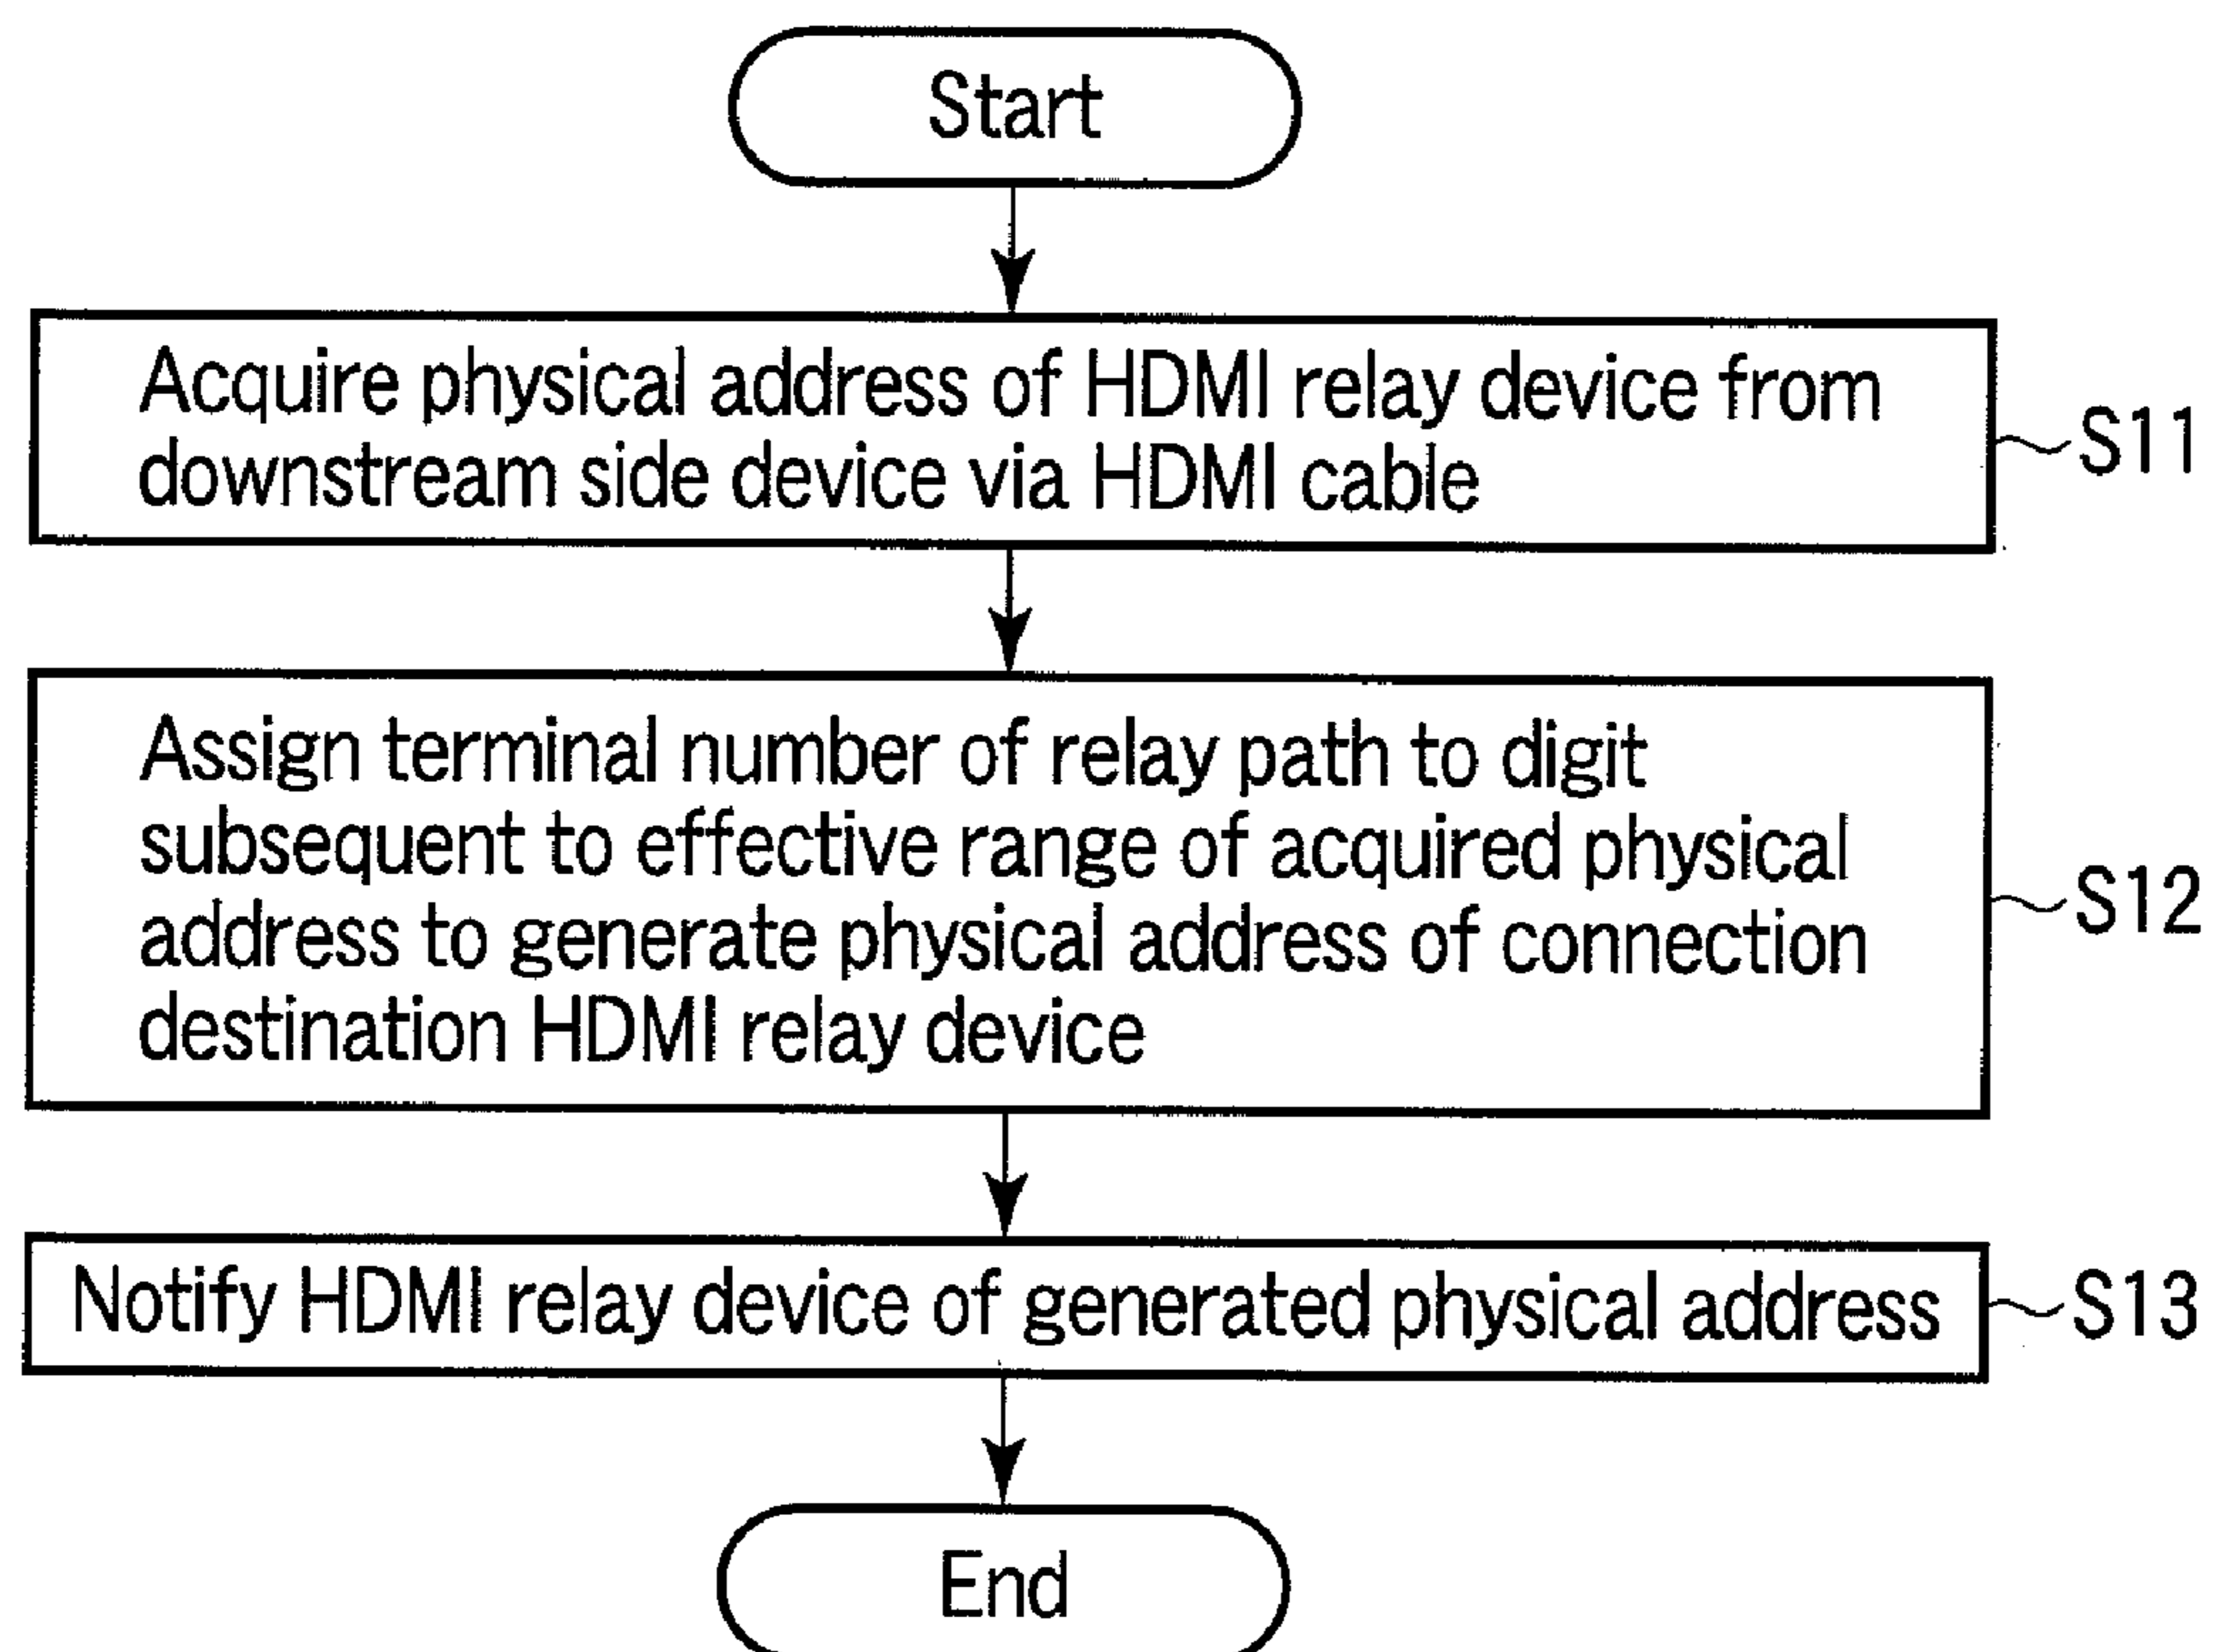 Start
Acquire physical address of HDMI relay device from
downstream side device via HDMI cable
S11
Assign terminal number of relay path to digit
subsequent to effective range of acquired physical
address to generate physical address of connection
destination HDMI relay device
S12
Notify HDMI relay device of generated physical address
S13
End